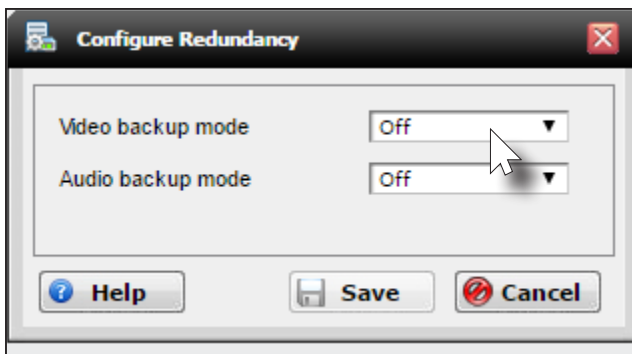 Configure Redundancy
Video backup mode Off
Audio backup mode Off
Help Save Cancel